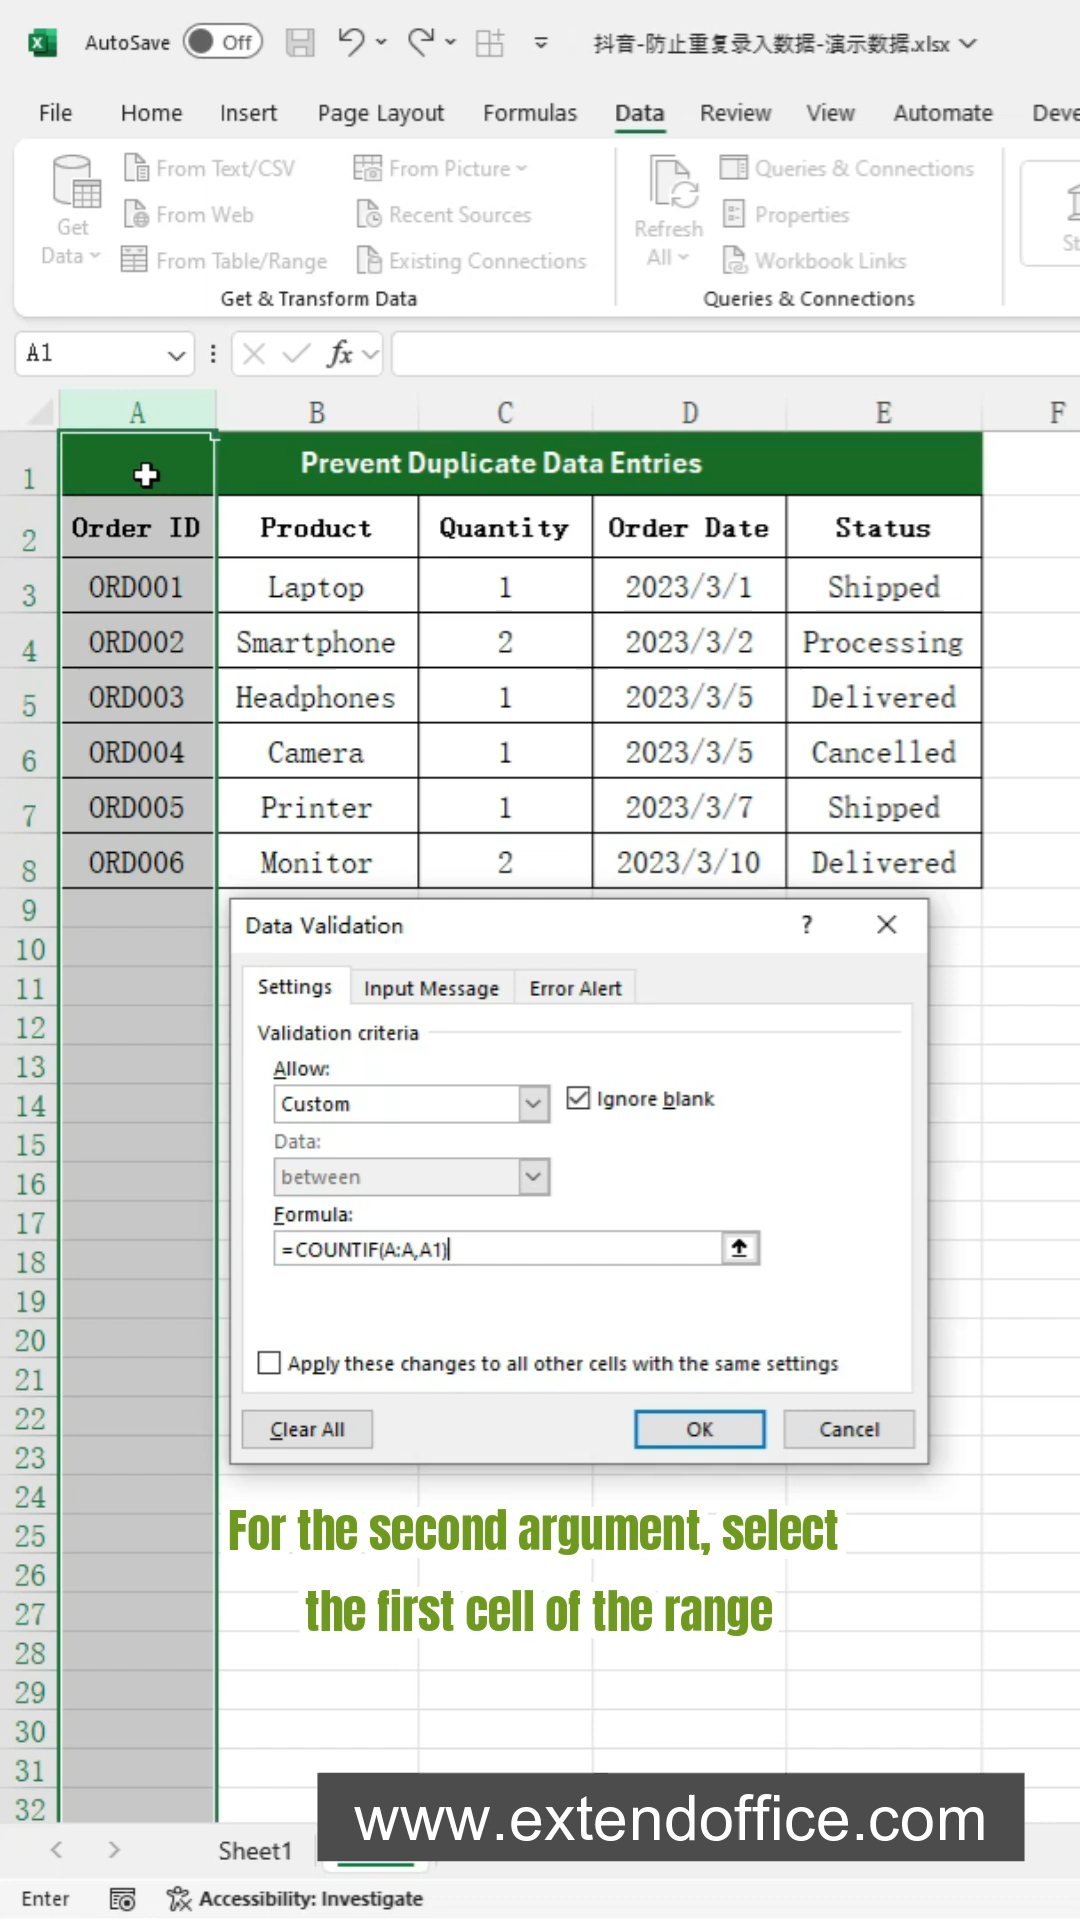 AutoSave Off 抖音-防止重复录入数据-演示数据.xlsx
File Home Insert Page Layout Formulas Data Review View Automate Deve
From Text/CSV From Picture Queries & Connections
Get From Web Recent Sources Refresh Properties St
Data From Table/Range Existing Connections All Workbook Links
Get & Transform Data Queries & Connections
A1 fx
A B C D E F
1 Prevent Duplicate Data Entries
2 Order ID Product Quantity Order Date Status
3 ORD001 Laptop 1 2023/3/1 Shipped
4 ORD002 Smartphone 2 2023/3/2 Processing
5 ORD003 Headphones 1 2023/3/5 Delivered
6 ORD004 Camera 1 2023/3/5 Cancelled
7 ORD005 Printer 1 2023/3/7 Shipped
8 ORD006 Monitor 2 2023/3/10 Delivered
9
10
11
12
13
14
15
16
17
18
19
20
21
22
23
24
25
26
27
28
29
30
31
32
Data Validation ?
Settings Input Message Error Alert
Validation criteria
Allow:
Custom Ignore blank
Data:
between
Formula:
=COUNTIF(A:A,A1)
Apply these changes to all other cells with the same settings
Clear All OK Cancel
For the second argument, select
the first cell of the range
www.extendoffice.com
Sheet1
Enter Accessibility: Investigate